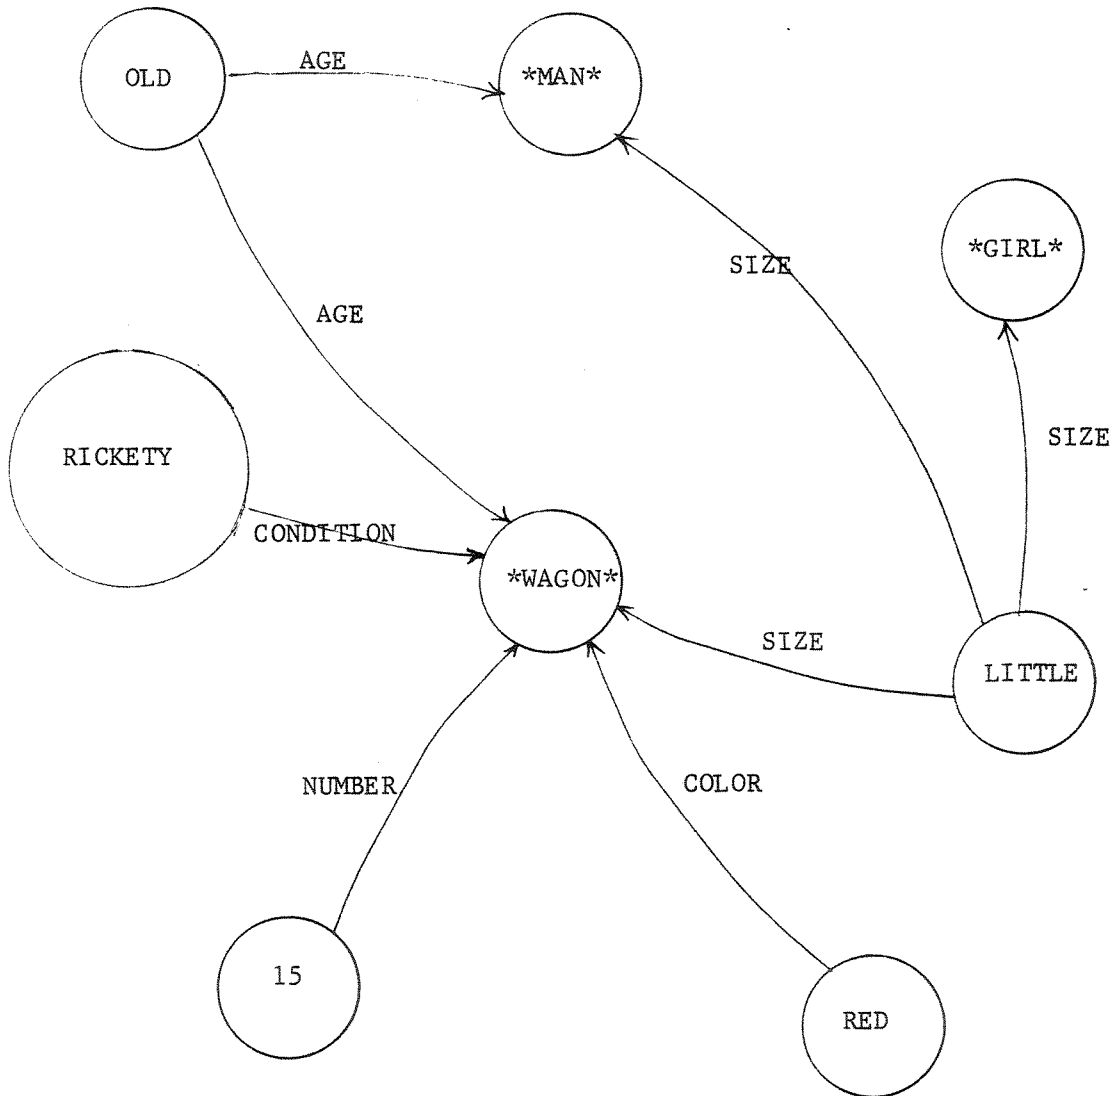 AGE
OLD
*MAN*
*GIRL*
SIZE
AGE
SIZE
RICKETY
CONDITION
*WAGON*
SIZE
LITTLE
NUMBER
COLOR
15
RED